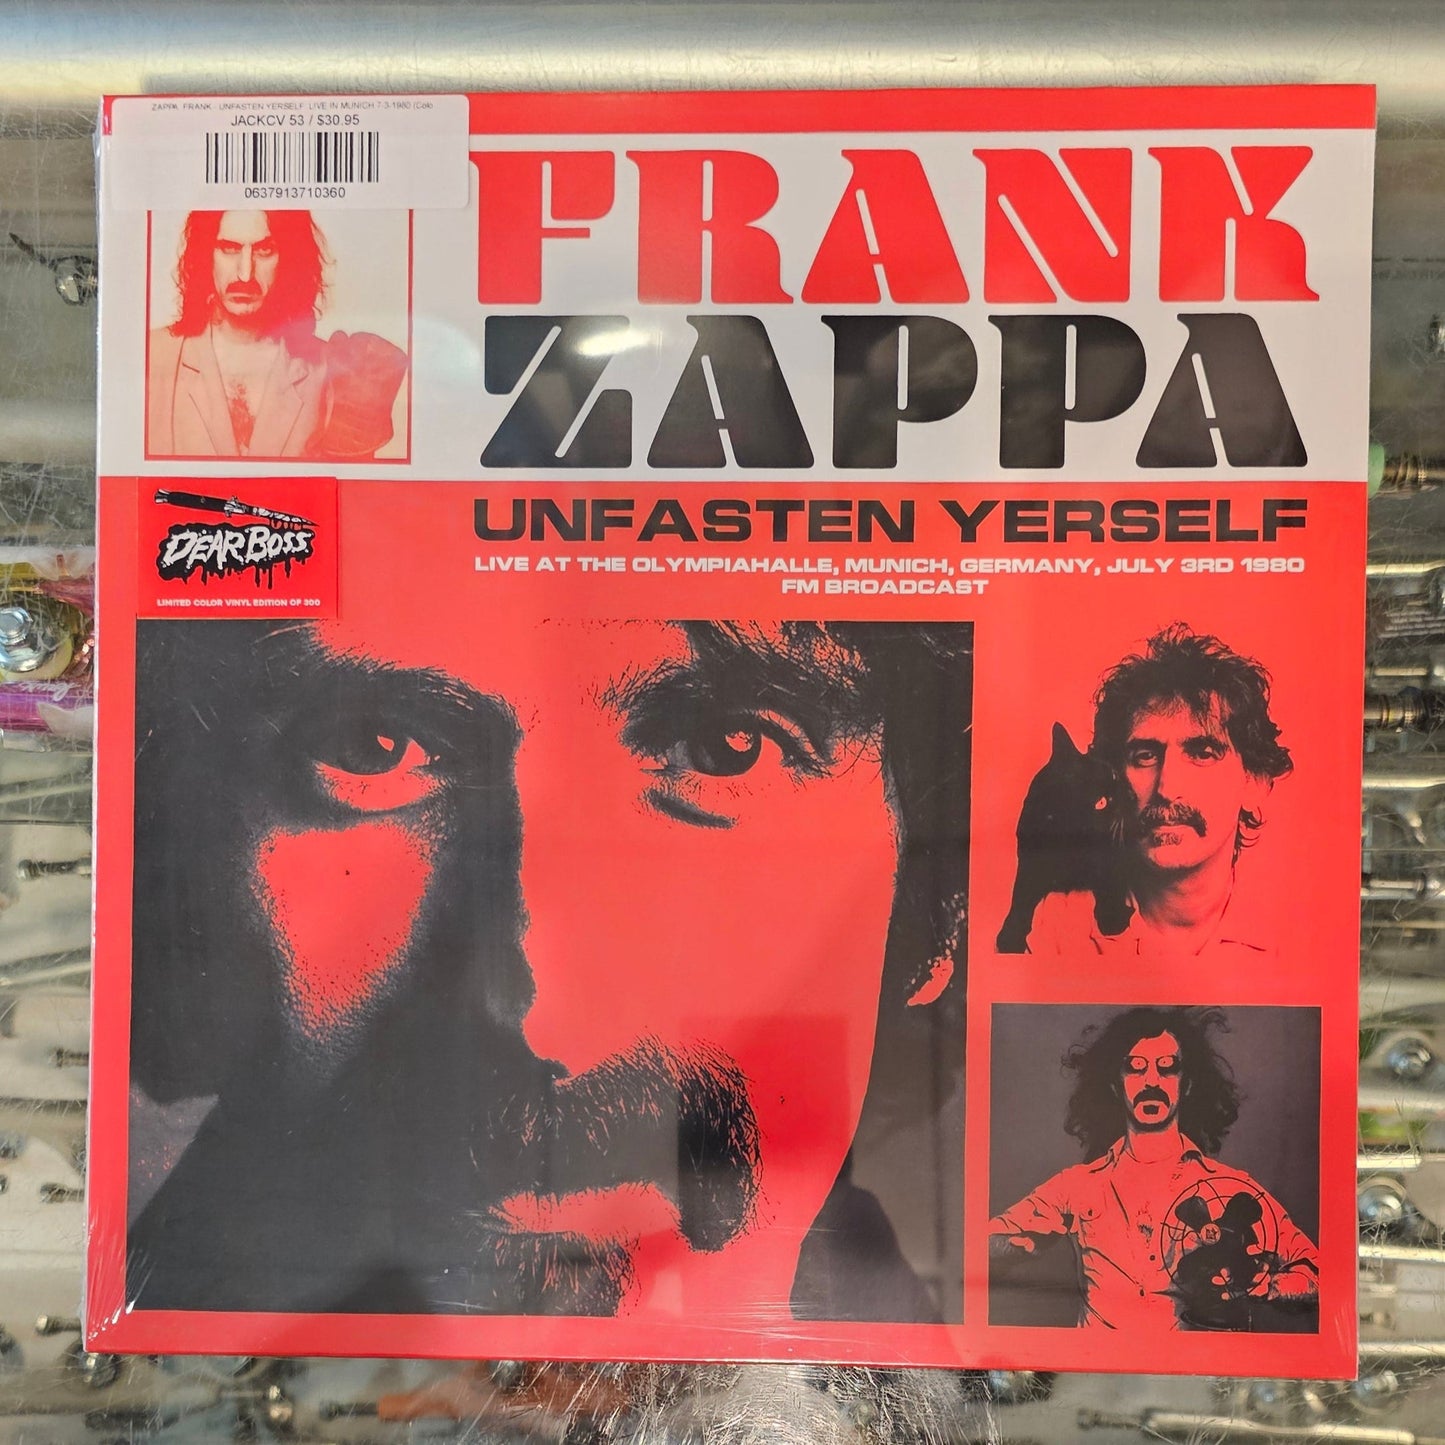 ZAPPA, FRANK - UNFASTEN YERSELF: LIVE IN MUNICH 7-3-1980 (Colo
JACKCV 53 / $30.95
0637913710360
FRANK
ZAPPA
UNFASTEN YERSELF
LIVE AT THE OLYMPIAHALLE, MUNICH, GERMANY, JULY 3RD 1980
FM BROADCAST
DEAR BOSS
LIMITED COLOR VINYL EDITION OF 300